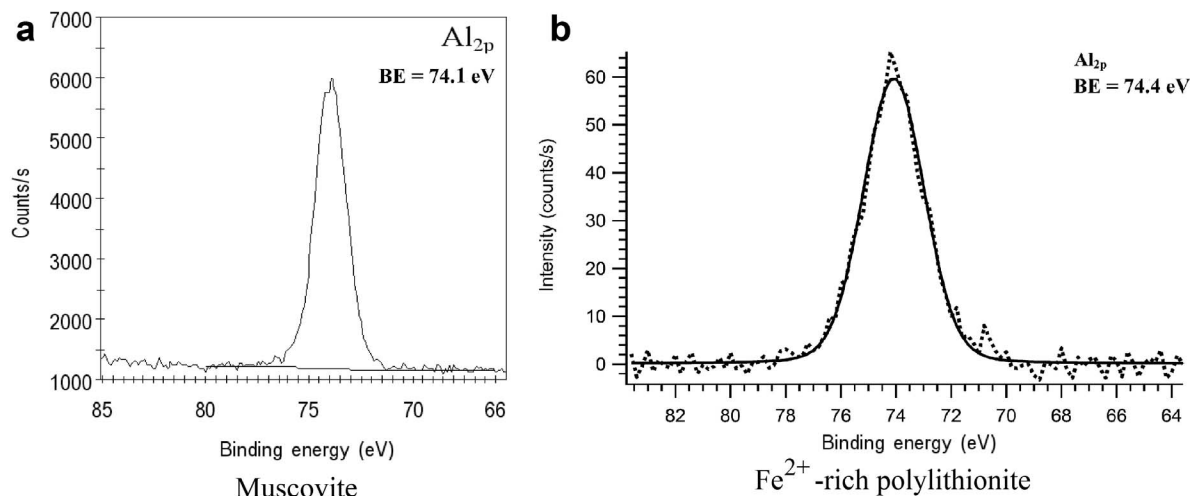 a
Al2p
BE = 74.1 eV
Counts/s
7000
6000
5000
4000
3000
2000
1000
85 80 75 70 66
Binding energy (eV)
Muscovite
b
Al2p
BE = 74.4 eV
Intensity (counts/s)
60
50
40
30
20
10
0
82 80 78 76 74 72 70 68 66 64
Binding energy (eV)
Fe2+ -rich polylithionite